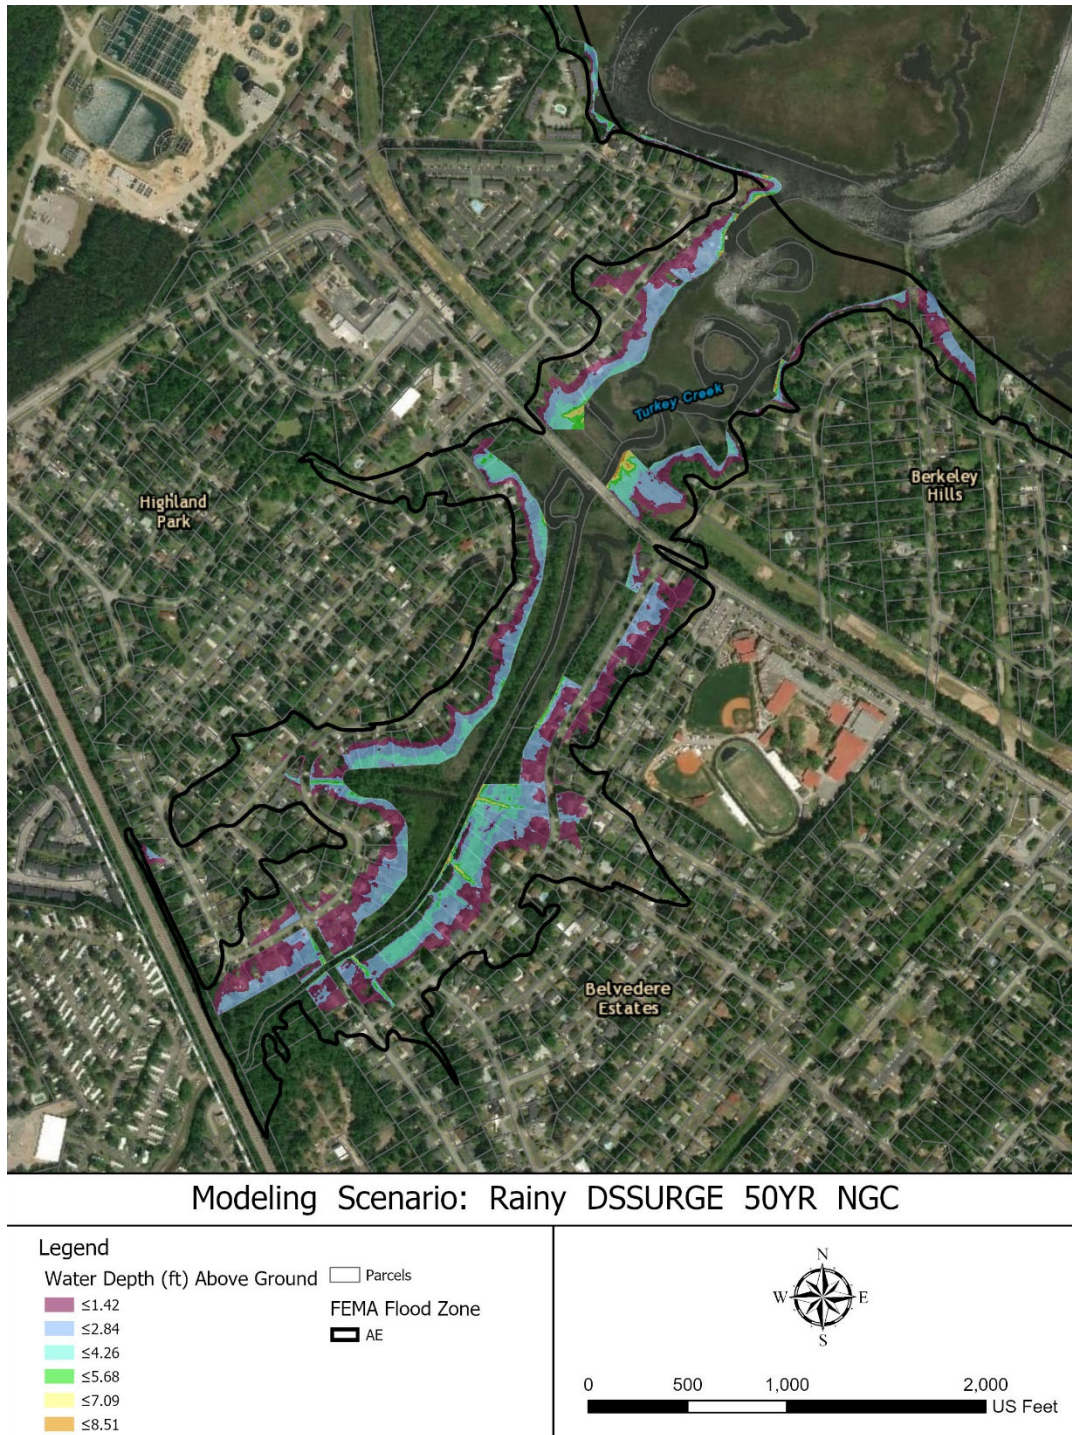 Turkey Creek
Highland
Park
Berkeley
Hills
Belvedere
Estates
Modeling Scenario: Rainy DSSURGE 50YR NGC
Legend
Water Depth (ft) Above Ground
≤1.42
≤2.84
≤4.26
≤5.68
≤7.09
≤8.51
Parcels
FEMA Flood Zone
AE
N
W E
S
0 500 1,000 2,000
US Feet